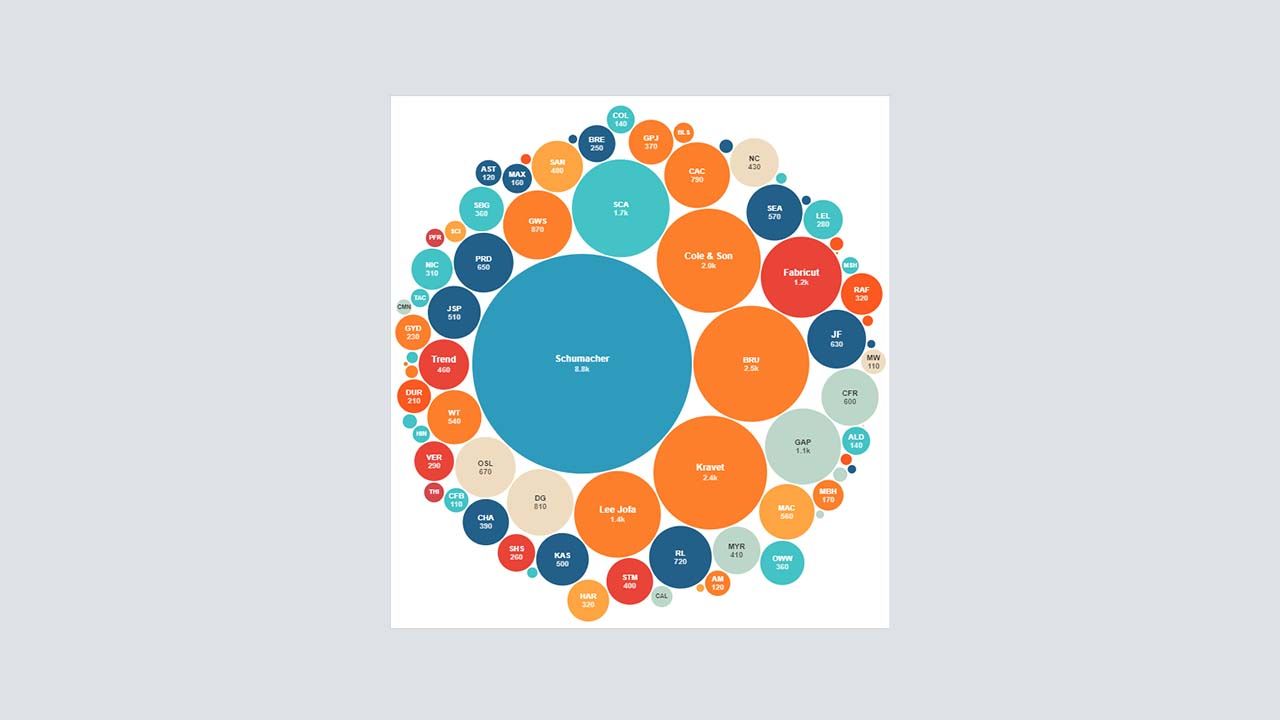 COL
140
BRE
250
GPJ
370
BLS
SAN
480
CAC
790
NC
430
AST
120
MAX
160
SBG
360
SCA
1.7k
SEA
570
LEL
280
GWS
870
PFR
SCI
PRD
650
Cole & Son
2.0k
NIC
310
Fabricut
1.2k
MSH
TAC
CMN
JSP
510
RAF
320
GYD
230
JF
630
Trend
460
Schumacher
8.8k
BRU
2.5k
MW
110
DUR
210
CFR
600
WT
540
HIN
GAP
1.1k
ALD
140
VER
290
OSL
670
Kravet
2.4k
THI
CFB
110
DG
810
Lee Jofa
1.4k
MBH
170
MAC
560
CHA
390
SHS
260
KAS
500
RL
720
MYR
410
OWW
360
STM
400
AM
120
HAR
320
CAL